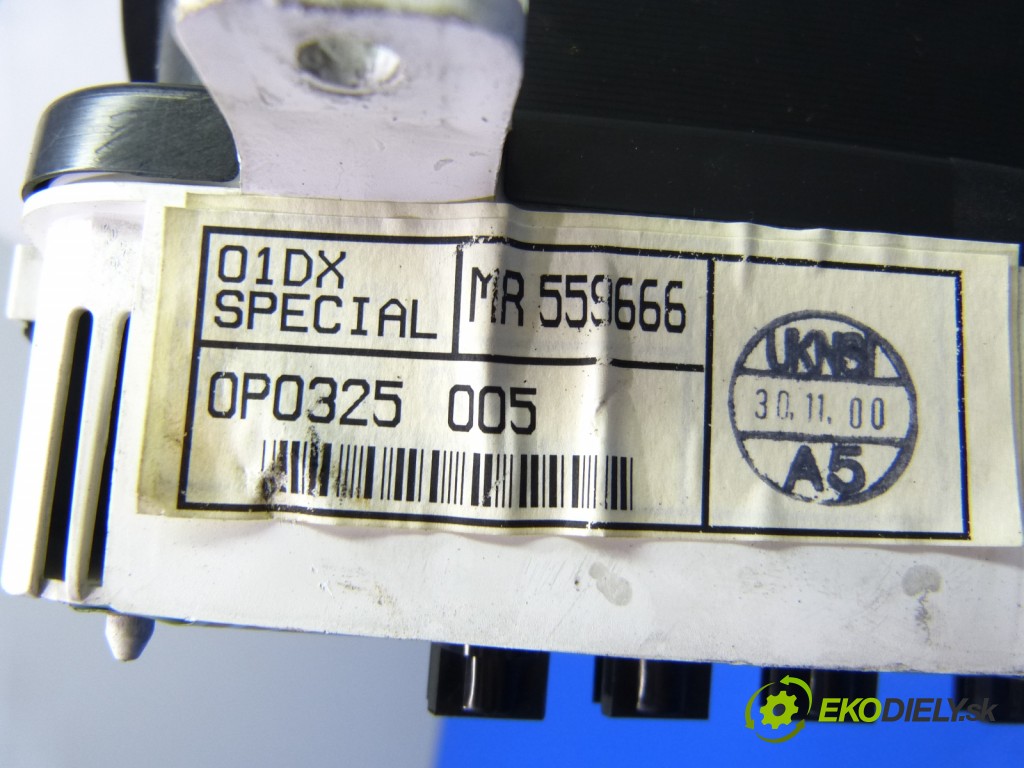 01DX
SPECIAL
MR 559666
0P0325 005
UKNSI
30.11.00
A5
EKODIELY.sk